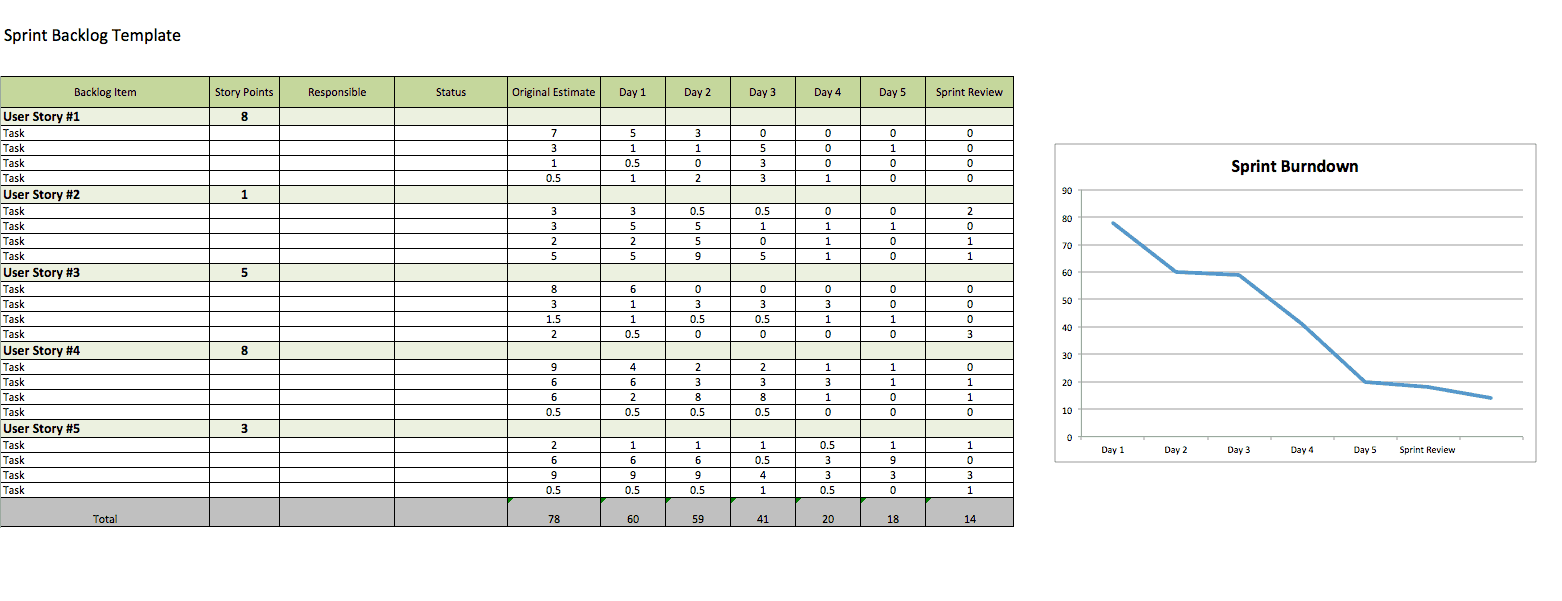 Sprint Backlog Template
Backlog Item Story Points Responsible Status Original Estimate Day 1 Day 2 Day 3 Day 4 Day 5 Sprint Review
User Story #1 8
Task 7 5 3 0 0 0 0
Task 3 1 1 5 0 1 0
Task 1 0.5 0 3 0 0 0
Task 0.5 1 2 3 1 0 0
User Story #2 1
Task 3 3 0.5 0.5 0 0 2
Task 3 5 5 1 1 1 0
Task 2 2 5 0 1 0 1
Task 5 5 9 5 1 0 1
User Story #3 5
Task 8 6 0 0 0 0 0
Task 3 1 3 3 3 0 0
Task 1.5 1 0.5 0.5 1 1 0
Task 2 0.5 0 0 0 0 3
User Story #4 8
Task 9 4 2 2 1 1 0
Task 6 6 3 3 3 1 1
Task 6 2 8 8 1 0 1
Task 0.5 0.5 0.5 0.5 0 0 0
User Story #5 3
Task 2 1 1 1 0.5 1 1
Task 6 6 6 0.5 3 9 0
Task 9 9 9 4 3 3 3
Task 0.5 0.5 0.5 1 0.5 0 1
Total 78 60 59 41 20 18 14
Sprint Burndown
90
80
70
60
50
40
30
20
10
0
Day 1 Day 2 Day 3 Day 4 Day 5 Sprint Review